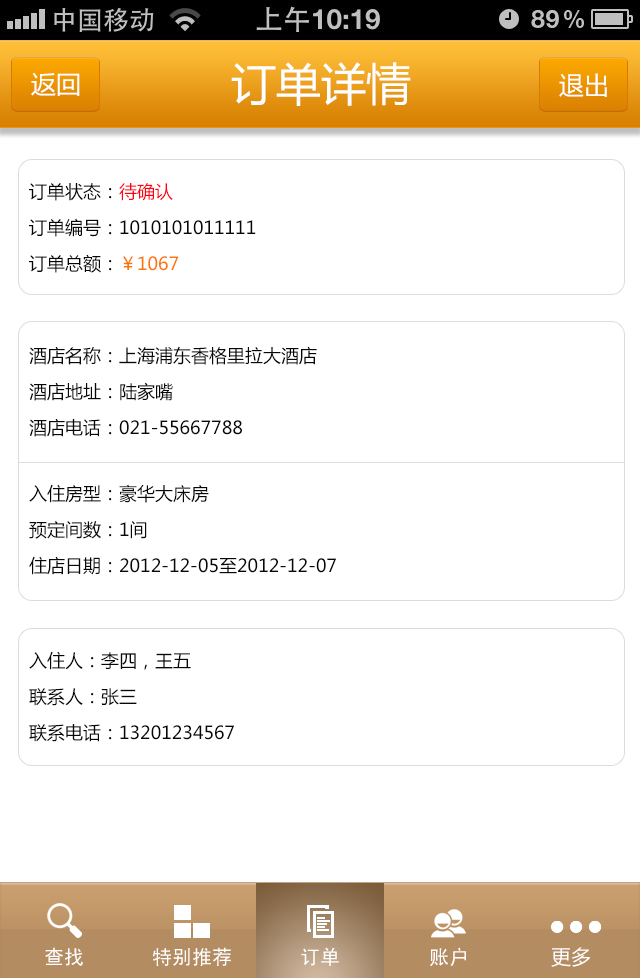 中国移动 上午10:19 89%
返回 订单详情 退出
订单状态：待确认
订单编号：1010101011111
订单总额：￥1067
酒店名称：上海浦东香格里拉大酒店
酒店地址：陆家嘴
酒店电话：021-55667788
入住房型：豪华大床房
预定间数：1间
住店日期：2012-12-05至2012-12-07
入住人：李四，王五
联系人：张三
联系电话：13201234567
查找 特别推荐 订单 账户 更多